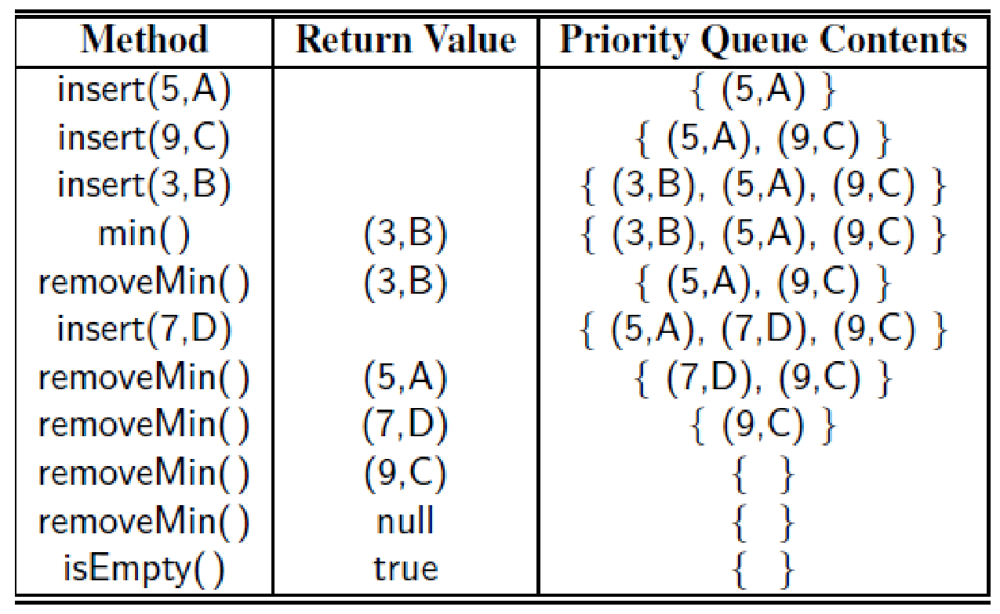 Method Return Value Priority Queue Contents
insert(5,A) { (5,A) }
insert(9,C) { (5,A), (9,C) }
insert(3,B) { (3,B), (5,A), (9,C) }
min() (3,B) { (3,B), (5,A), (9,C) }
removeMin() (3,B) { (5,A), (9,C) }
insert(7,D) { (5,A), (7,D), (9,C) }
removeMin() (5,A) { (7,D), (9,C) }
removeMin() (7,D) { (9,C) }
removeMin() (9,C) { }
removeMin() null { }
isEmpty() true { }